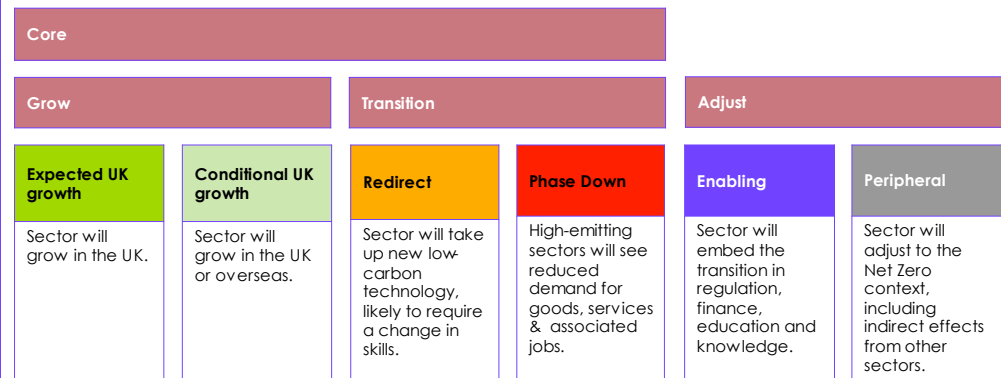 Core
Grow
Transition
Adjust
Expected UK
growth
Conditional UK
growth
Redirect
Phase Down
Enabling
Peripheral
Sector will
grow in the UK.
Sector will
grow in the UK
or overseas.
Sector will take
up new low-
carbon
technology,
likely to require
a change in
skills.
High-emitting
sectors will see
reduced
demand for
goods, services
& associated
jobs.
Sector will
embed the
transition in
regulation,
finance,
education and
knowledge.
Sector will
adjust to the
Net Zero
context,
including
indirect effects
from other
sectors.